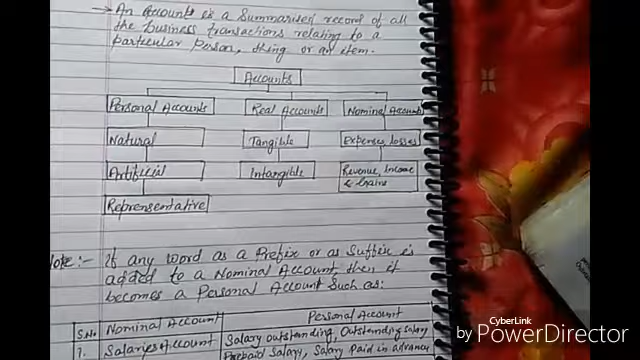 → An Account is a Summarised record of all
the business transactions relating to a
particular person, thing or an item.
Accounts
Personal Accounts Real Accounts Nominal Account
Natural Tangible Expenses, losses
Artificial Intangible Revenue, Income
& Gains
Reprensentative
Note:- If any word as a Prefix or as Suffix is
added to a Nominal Account, then it
becomes a Personal Account Such as:
S.No. Nominal Account Personal Account
1. Salaries Account Salary outstanding, Outstanding Salary
Prepaid Salary, Salary Paid in advance
CyberLink
by PowerDirector